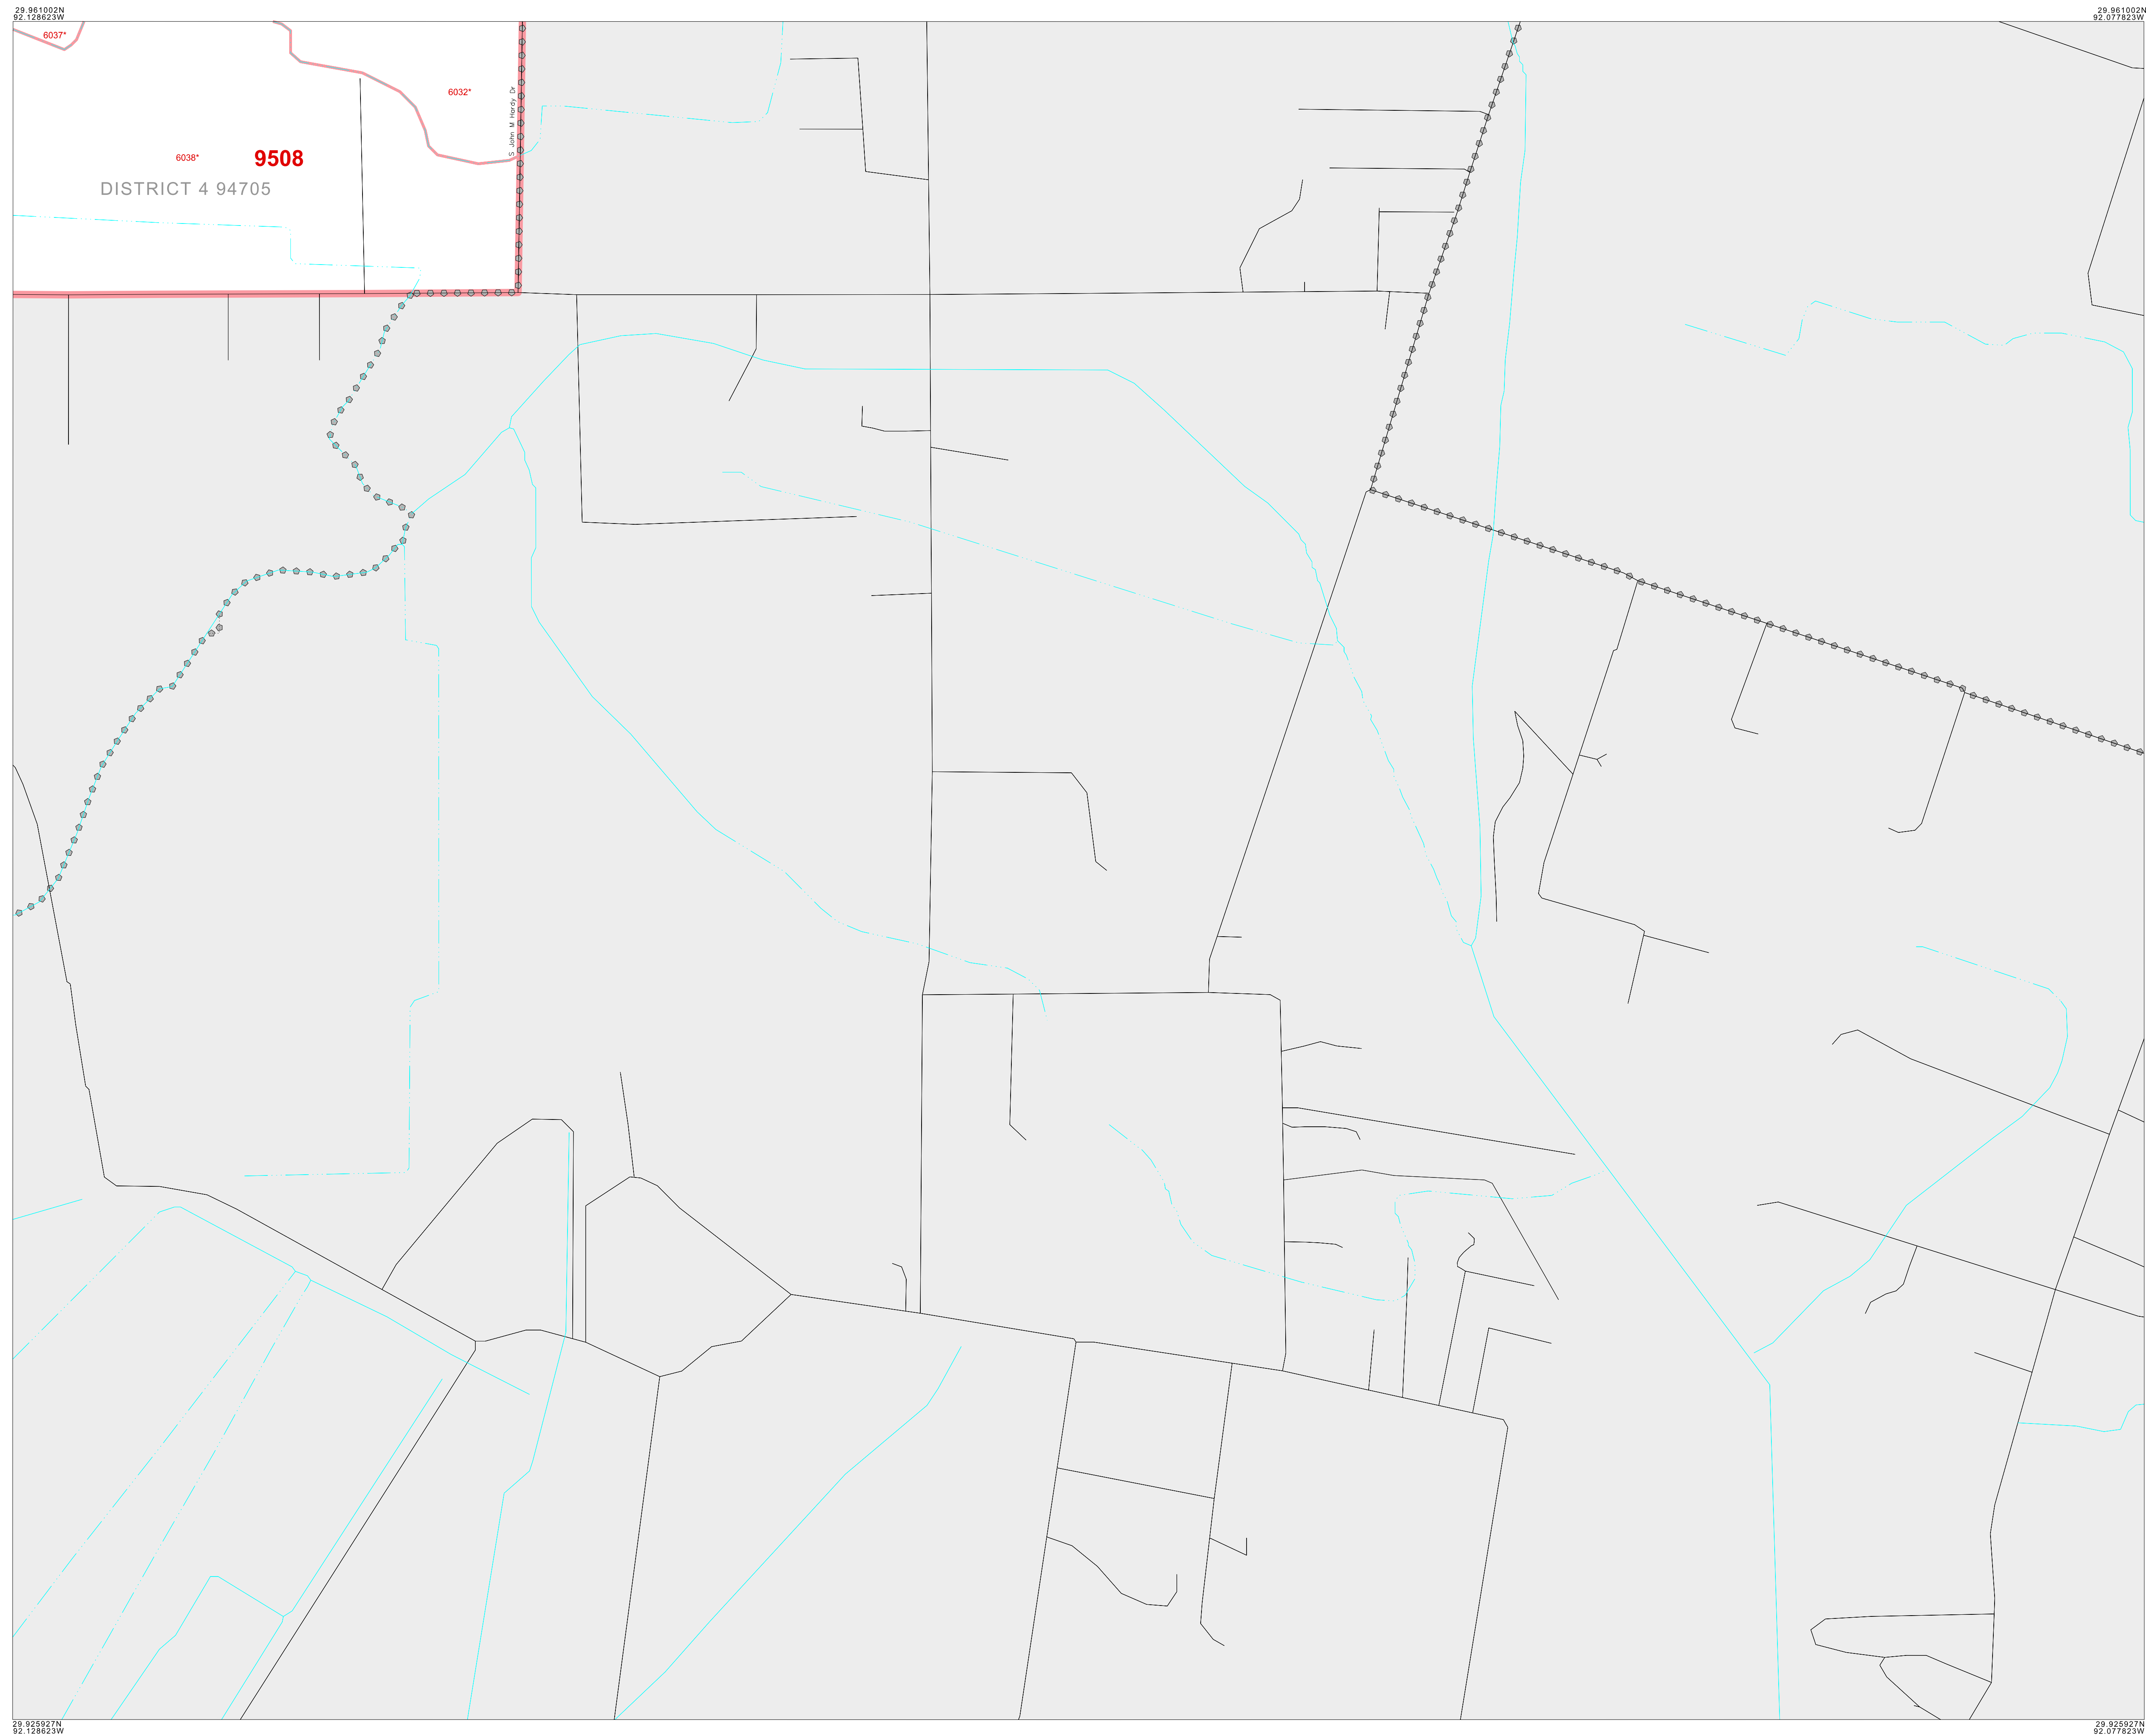 29.961002N
92.128623W
29.961002N
92.077823W
6037*
6032*
S John M Hardy Dr
6038*
9508
DISTRICT 4 94705
29.925927N
92.128623W
29.925927N
92.077823W